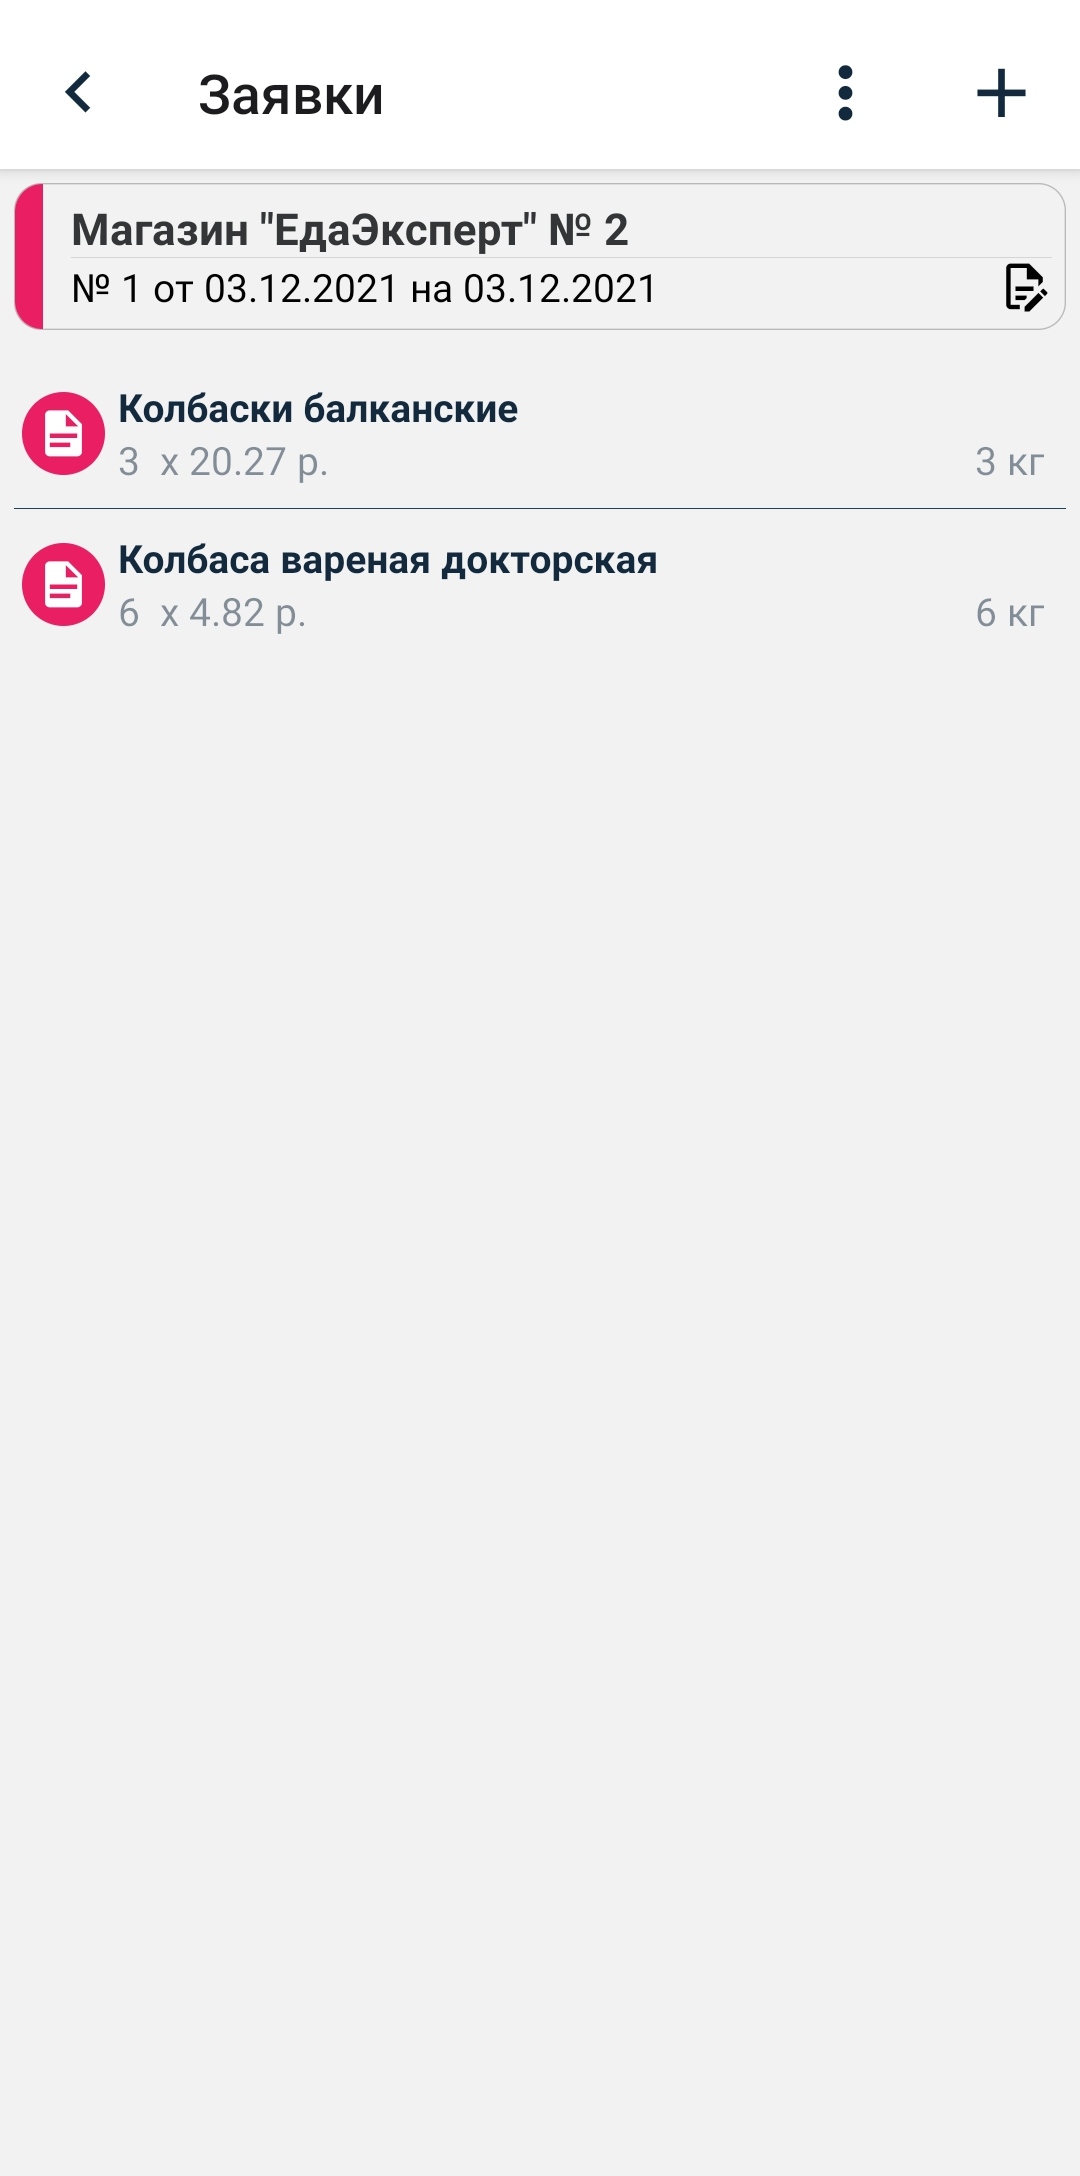 Заявки
Магазин "ЕдаЭксперт" № 2
№ 1 от 03.12.2021 на 03.12.2021
Колбаски балканские
3 x 20.27 р.
3 кг
Колбаса вареная докторская
6 x 4.82 р.
6 кг